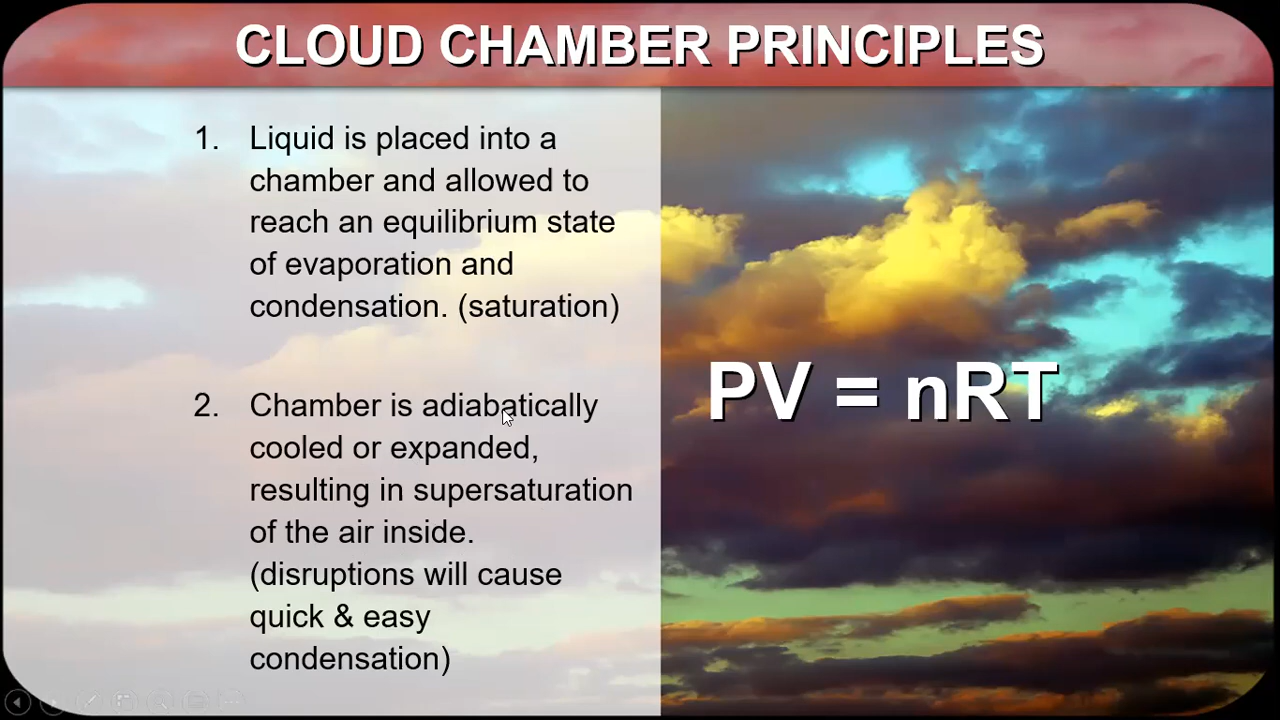 CLOUD CHAMBER PRINCIPLES
1. Liquid is placed into a
chamber and allowed to
reach an equilibrium state
of evaporation and
condensation. (saturation)
2. Chamber is adiabatically
cooled or expanded,
resulting in supersaturation
of the air inside.
(disruptions will cause
quick & easy
condensation)
PV = nRT